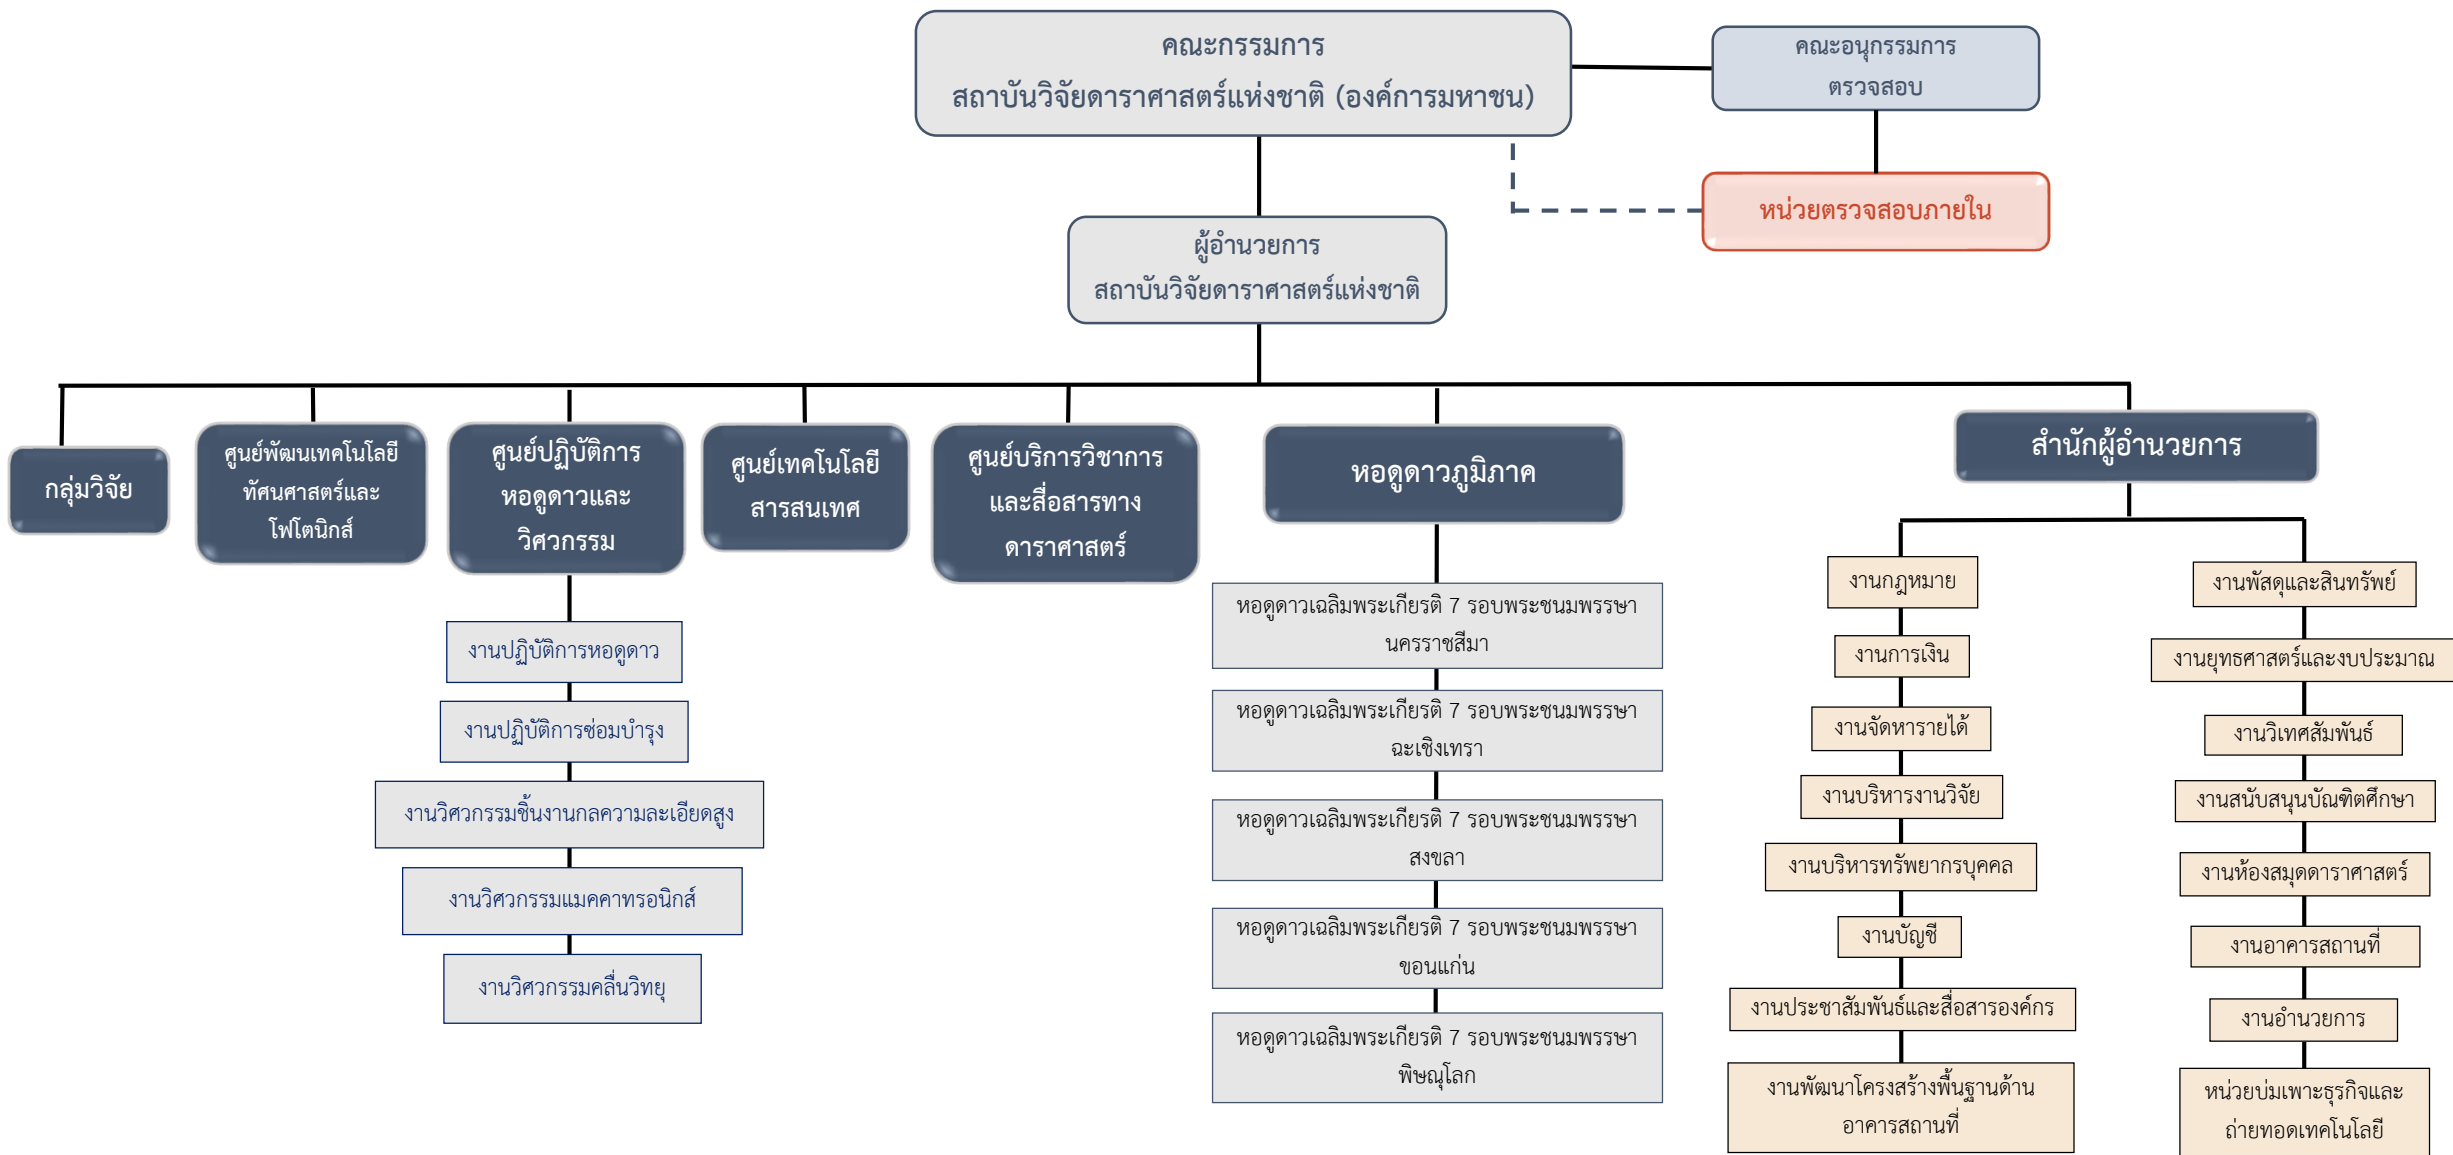 คณะกรรมการ
สถาบันวิจัยดาราศาสตร์แห่งชาติ (องค์การมหาชน)
คณะอนุกรรมการ
ตรวจสอบ
หน่วยตรวจสอบภายใน
ผู้อำนวยการ
สถาบันวิจัยดาราศาสตร์แห่งชาติ
กลุ่มวิจัย
ศูนย์พัฒนเทคโนโลยี
ทัศนศาสตร์และ
โฟโตนิกส์
ศูนย์ปฏิบัติการ
หอดูดาวและ
วิศวกรรม
ศูนย์เทคโนโลยี
สารสนเทศ
ศูนย์บริการวิชาการ
และสื่อสารทาง
ดาราศาสตร์
หอดูดาวภูมิภาค
สำนักผู้อำนวยการ
งานปฏิบัติการหอดูดาว
งานปฏิบัติการซ่อมบำรุง
งานวิศวกรรมชิ้นงานกลความละเอียดสูง
งานวิศวกรรมแมคคาทรอนิกส์
งานวิศวกรรมคลื่นวิทยุ
หอดูดาวเฉลิมพระเกียรติ 7 รอบพระชนมพรรษา
นครราชสีมา
หอดูดาวเฉลิมพระเกียรติ 7 รอบพระชนมพรรษา
ฉะเชิงเทรา
หอดูดาวเฉลิมพระเกียรติ 7 รอบพระชนมพรรษา
สงขลา
หอดูดาวเฉลิมพระเกียรติ 7 รอบพระชนมพรรษา
ขอนแก่น
หอดูดาวเฉลิมพระเกียรติ 7 รอบพระชนมพรรษา
พิษณุโลก
งานกฎหมาย
งานการเงิน
งานจัดหารายได้
งานบริหารงานวิจัย
งานบริหารทรัพยากรบุคคล
งานบัญชี
งานประชาสัมพันธ์และสื่อสารองค์กร
งานพัฒนาโครงสร้างพื้นฐานด้าน
อาคารสถานที่
งานพัสดุและสินทรัพย์
งานยุทธศาสตร์และงบประมาณ
งานวิเทศสัมพันธ์
งานสนับสนุนบัณฑิตศึกษา
งานห้องสมุดดาราศาสตร์
งานอาคารสถานที่
งานอำนวยการ
หน่วยบ่มเพาะธุรกิจและ
ถ่ายทอดเทคโนโลยี